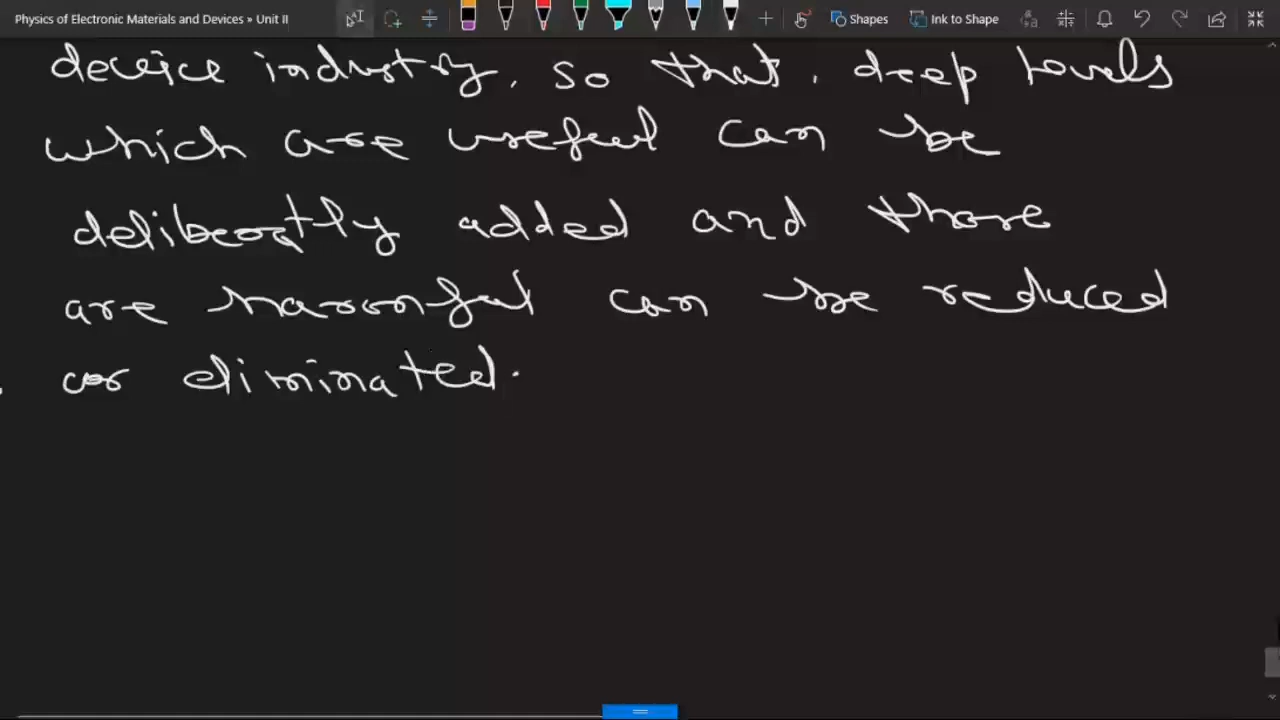 Physics of Electronic Materials and Devices » Unit II
Shapes
Ink to Shape
device industry, so that, deep levels
which are useful can be
delibeoatly added and those
are harmful can be reduced
or eliminated.